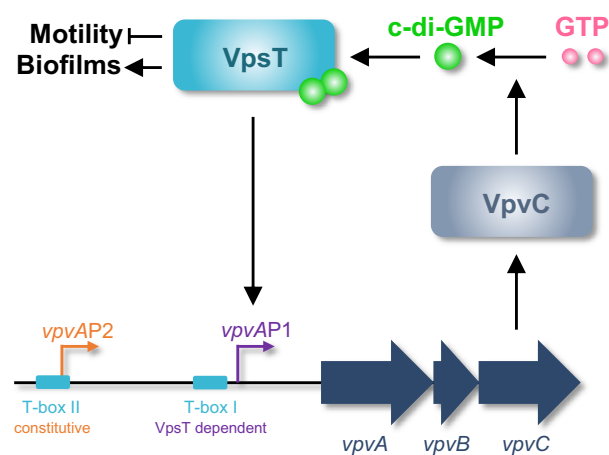 c-di-GMP
GTP
Motility
Biofilms
VpsT
VpvC
vpvAP2
vpvAP1
T-box II
constitutive
T-box I
VpsT dependent
vpvA
vpvB
vpvC